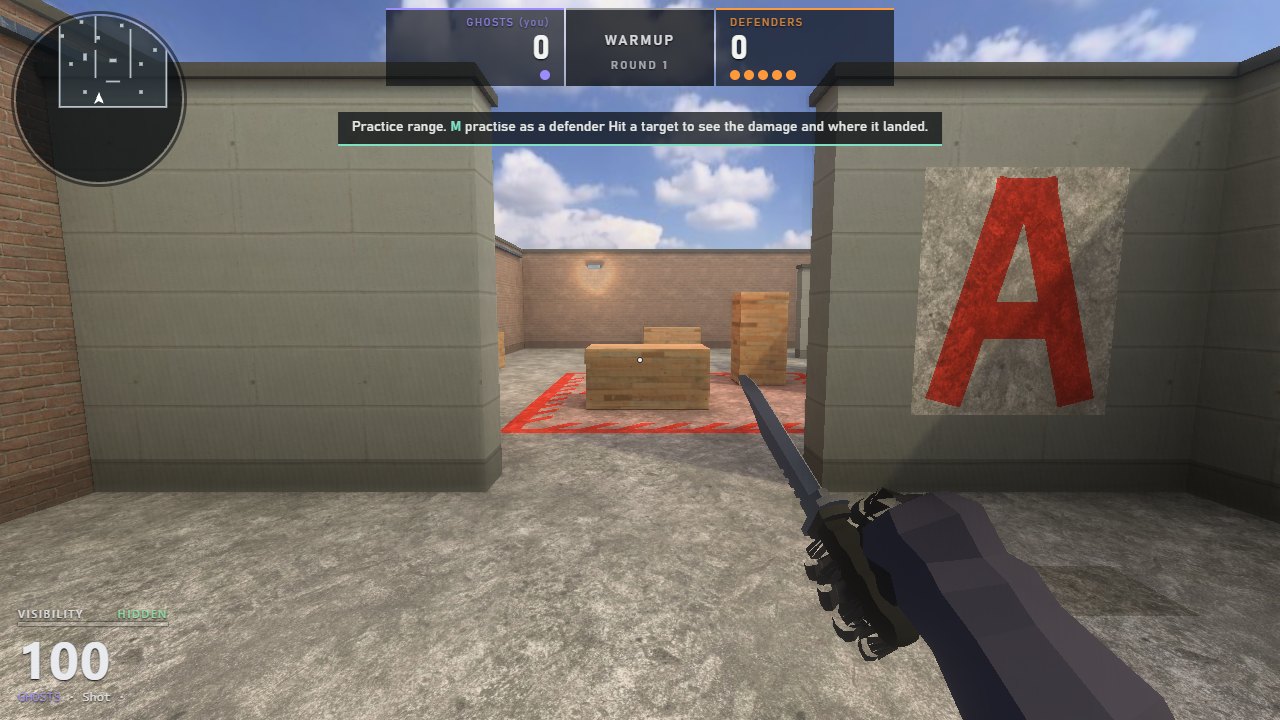 GHOSTS (you)
0
WARMUP
ROUND 1
DEFENDERS
0
Practice range. M practise as a defender Hit a target to see the damage and where it landed.
A
VISIBILITY HIDDEN
100
GHOSTS · Shot